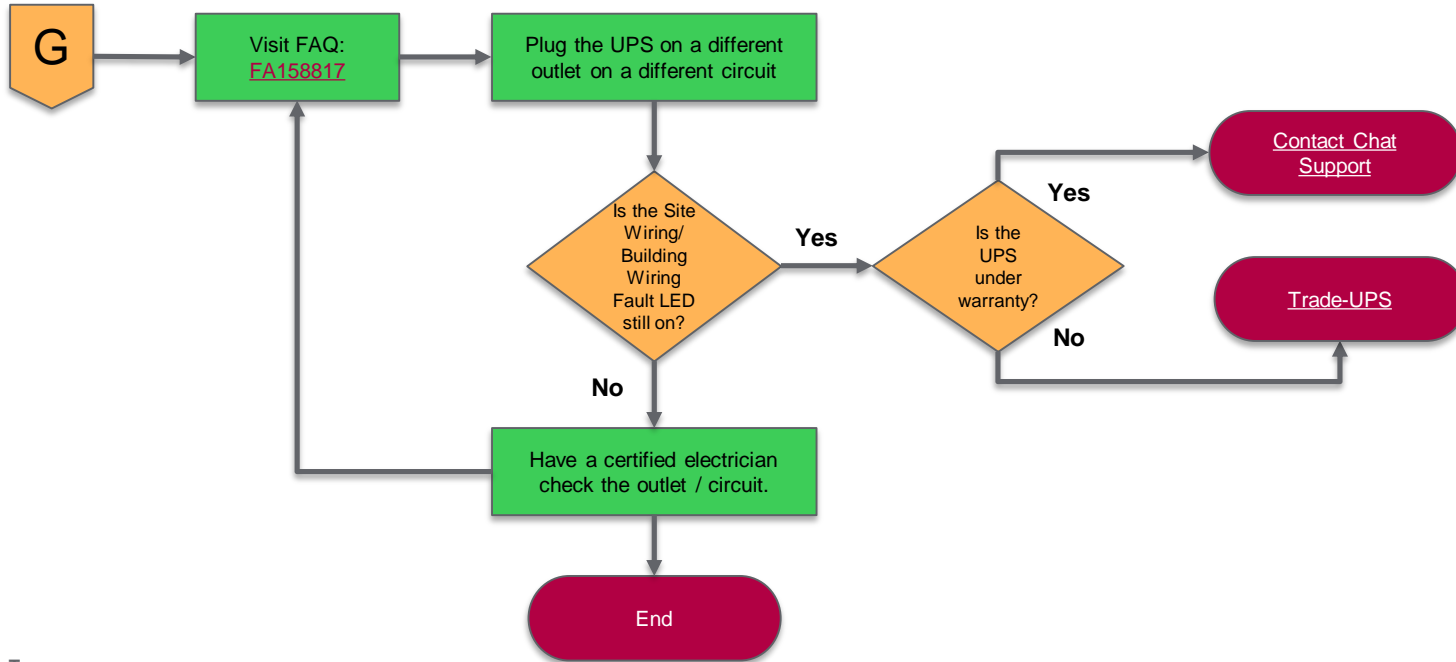 G
Visit FAQ:
FA158817
Plug the UPS on a different
outlet on a different circuit
Is the Site
Wiring/
Building
Wiring
Fault LED
still on?
Yes
Is the
UPS
under
warranty?
Yes
Contact Chat
Support
No
Trade-UPS
No
Have a certified electrician
check the outlet / circuit.
End